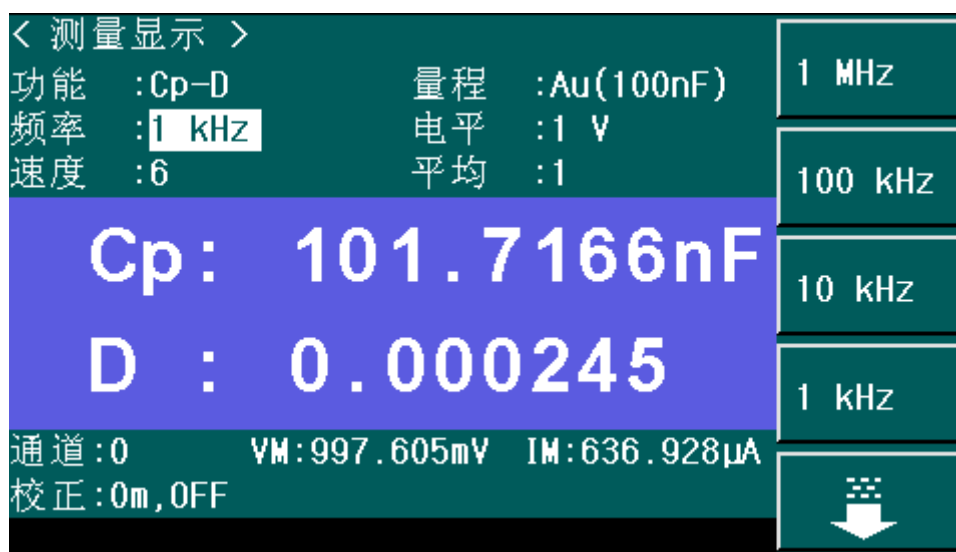 < 测量显示 >
功能 :Cp-D 量程 :Au(100nF)
频率 :1 kHz 电平 :1 V
速度 :6 平均 :1
Cp: 101.7166nF
D : 0.000245
通道:0 VM:997.605mV IM:636.928μA
校正:0m,OFF
1 MHz
100 kHz
10 kHz
1 kHz